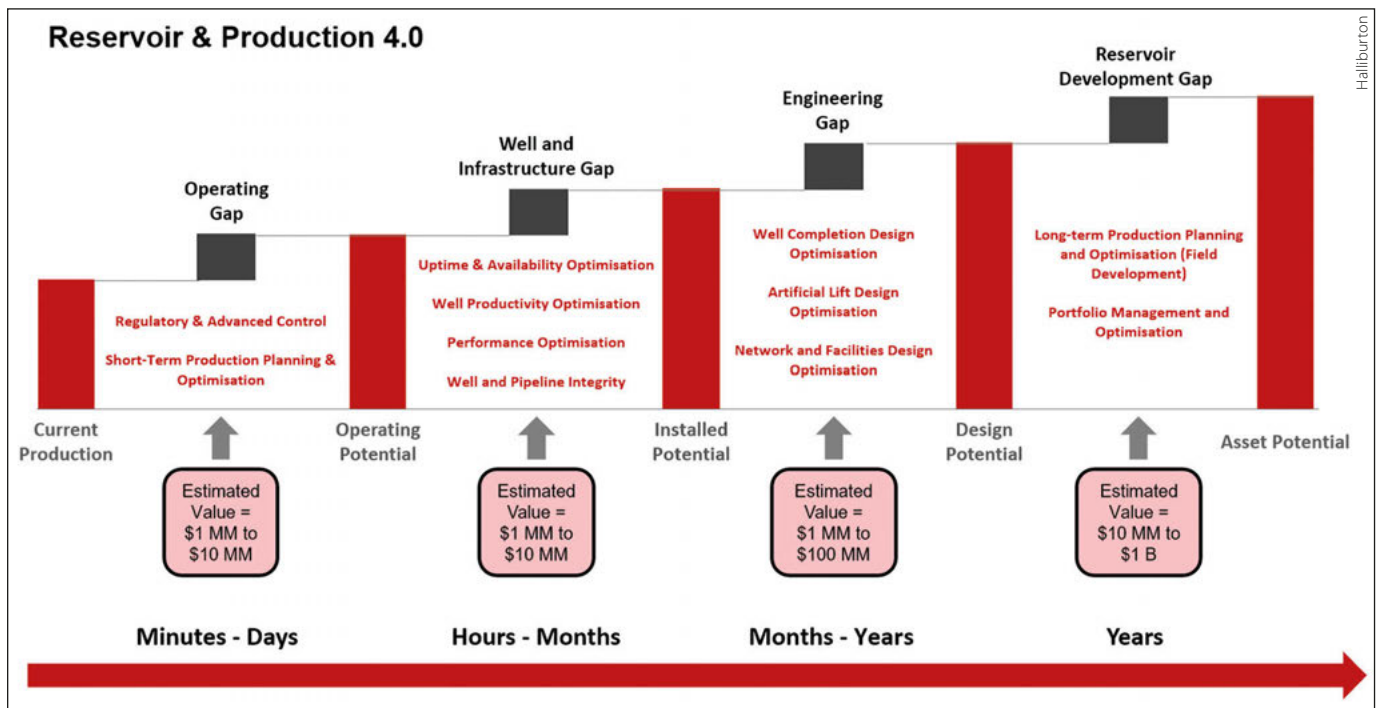 Reservoir & Production 4.0
Halliburton
Operating
Gap
Well and
Infrastructure Gap
Engineering
Gap
Reservoir
Development Gap
Regulatory & Advanced Control
Short-Term Production Planning &
Optimisation
Uptime & Availability Optimisation
Well Productivity Optimisation
Performance Optimisation
Well and Pipeline Integrity
Well Completion Design
Optimisation
Artificial Lift Design
Optimisation
Network and Facilities Design
Optimisation
Long-term Production Planning
and Optimisation (Field
Development)
Portfolio Management and
Optimisation
Current
Production
Operating
Potential
Installed
Potential
Design
Potential
Asset Potential
Estimated
Value =
$1 MM to
$10 MM
Estimated
Value =
$1 MM to
$10 MM
Estimated
Value =
$1 MM to
$100 MM
Estimated
Value =
$10 MM to
$1 B
Minutes - Days
Hours - Months
Months - Years
Years